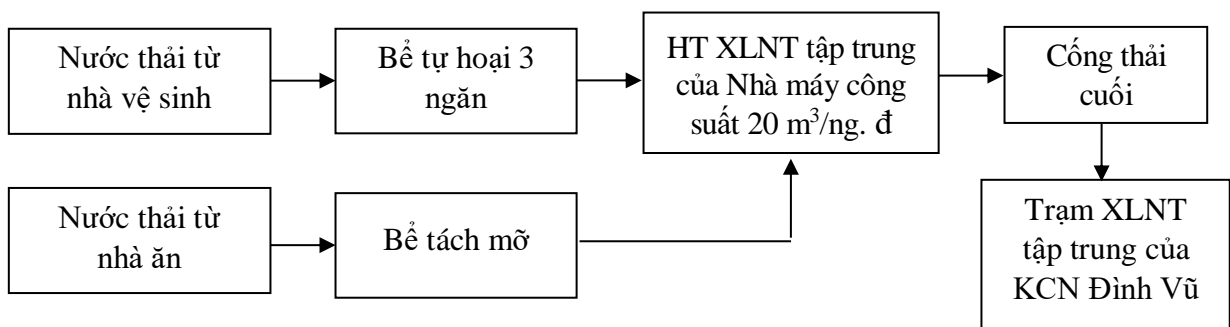 Nước thải từ
nhà vệ sinh
Bể tự hoại 3
ngăn
HT XLNT tập trung
của Nhà máy công
suất 20 m³/ng. đ
Cống thải
cuối
Nước thải từ
nhà ăn
Bể tách mỡ
Trạm XLNT
tập trung của
KCN Đình Vũ